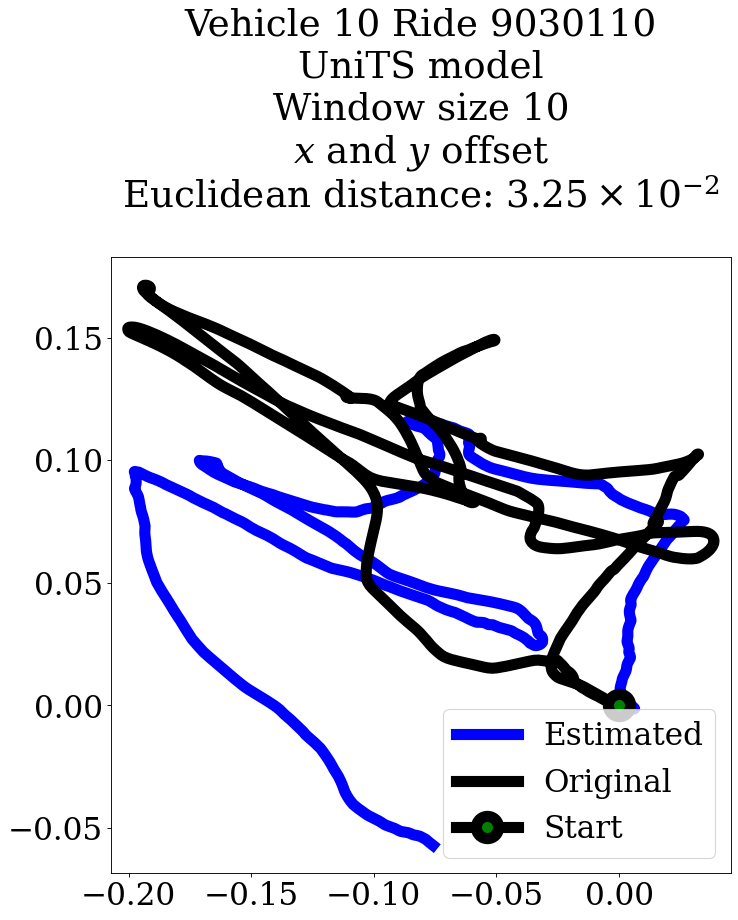 Vehicle 10 Ride 9030110
UniTS model
Window size 10
x and y offset
Euclidean distance: 3.25 × 10⁻²
0.15
0.10
0.05
0.00
−0.05
Estimated
Original
Start
−0.20 −0.15 −0.10 −0.05 0.00